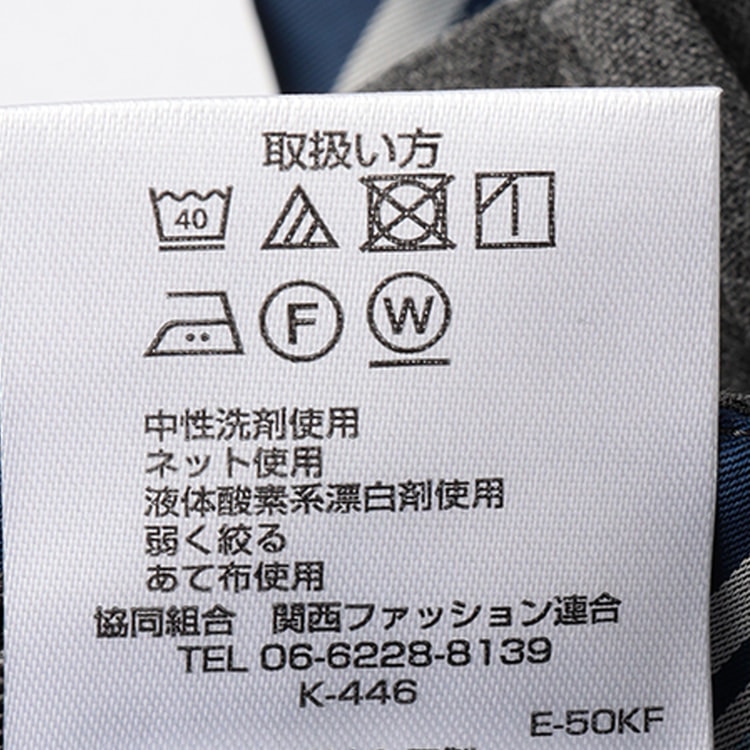 取扱い方
40
F W
中性洗剤使用
ネット使用
液体酸素系漂白剤使用
弱く絞る
あて布使用
協同組合　関西ファッション連合
TEL 06-6228-8139
K-446
E-50KF